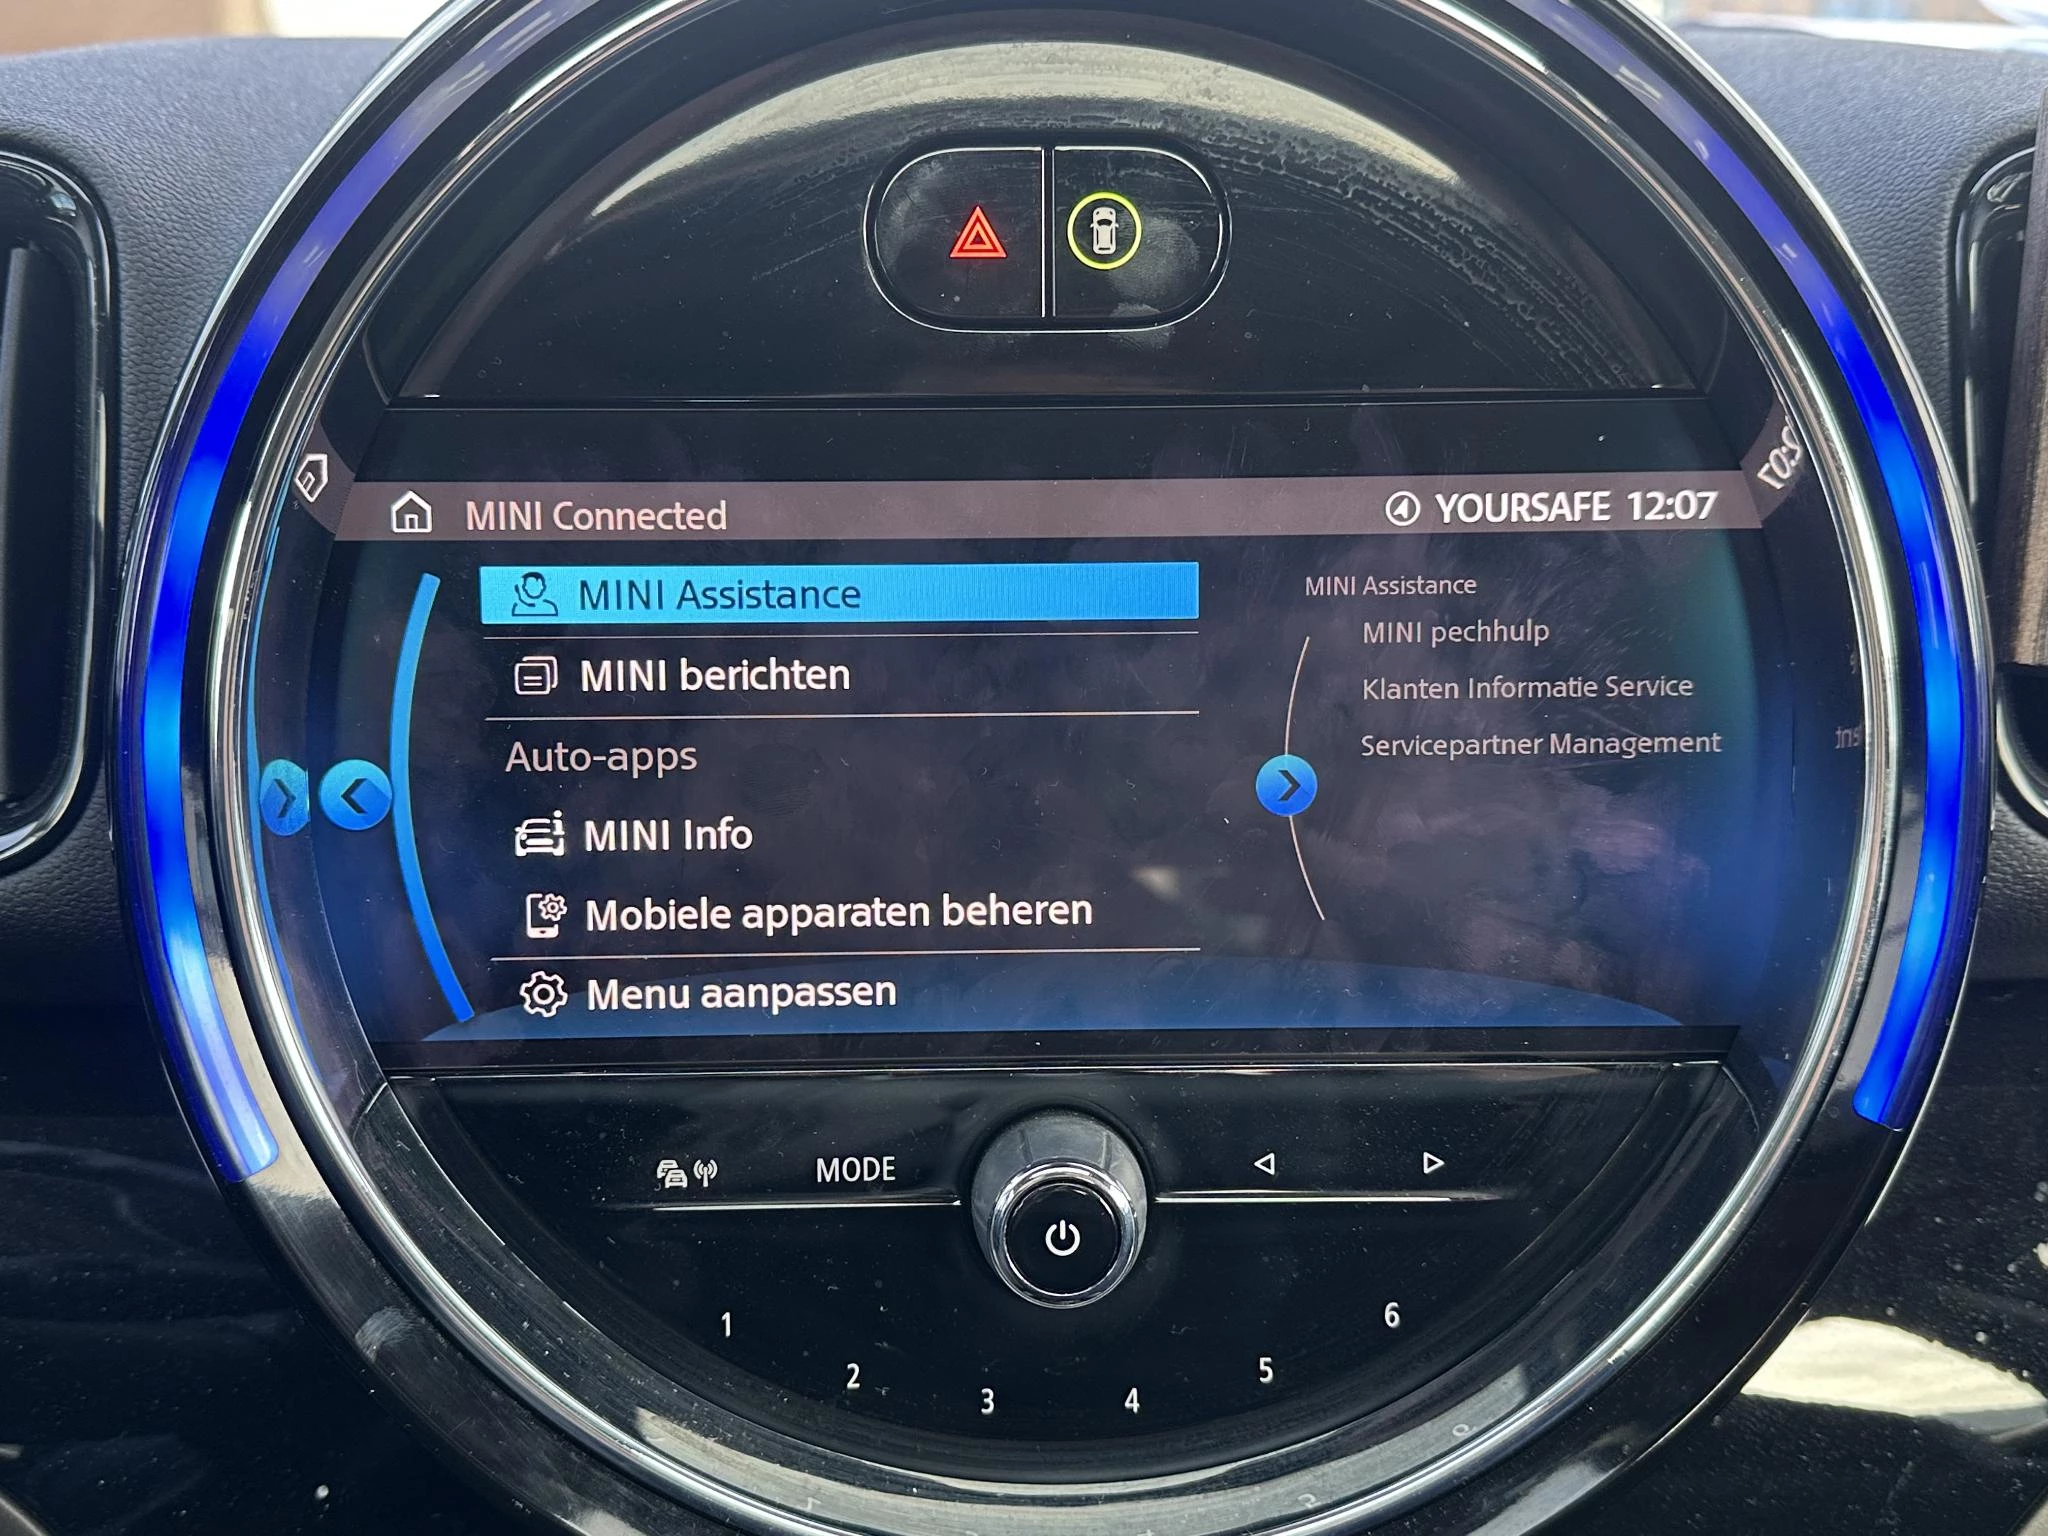 MINI Connected
YOURSAFE 12:07
MINI Assistance
MINI berichten
Auto-apps
MINI Info
Mobiele apparaten beheren
Menu aanpassen
MINI Assistance
MINI pechhulp
Klanten Informatie Service
Servicepartner Management
MODE
1
2
3
4
5
6